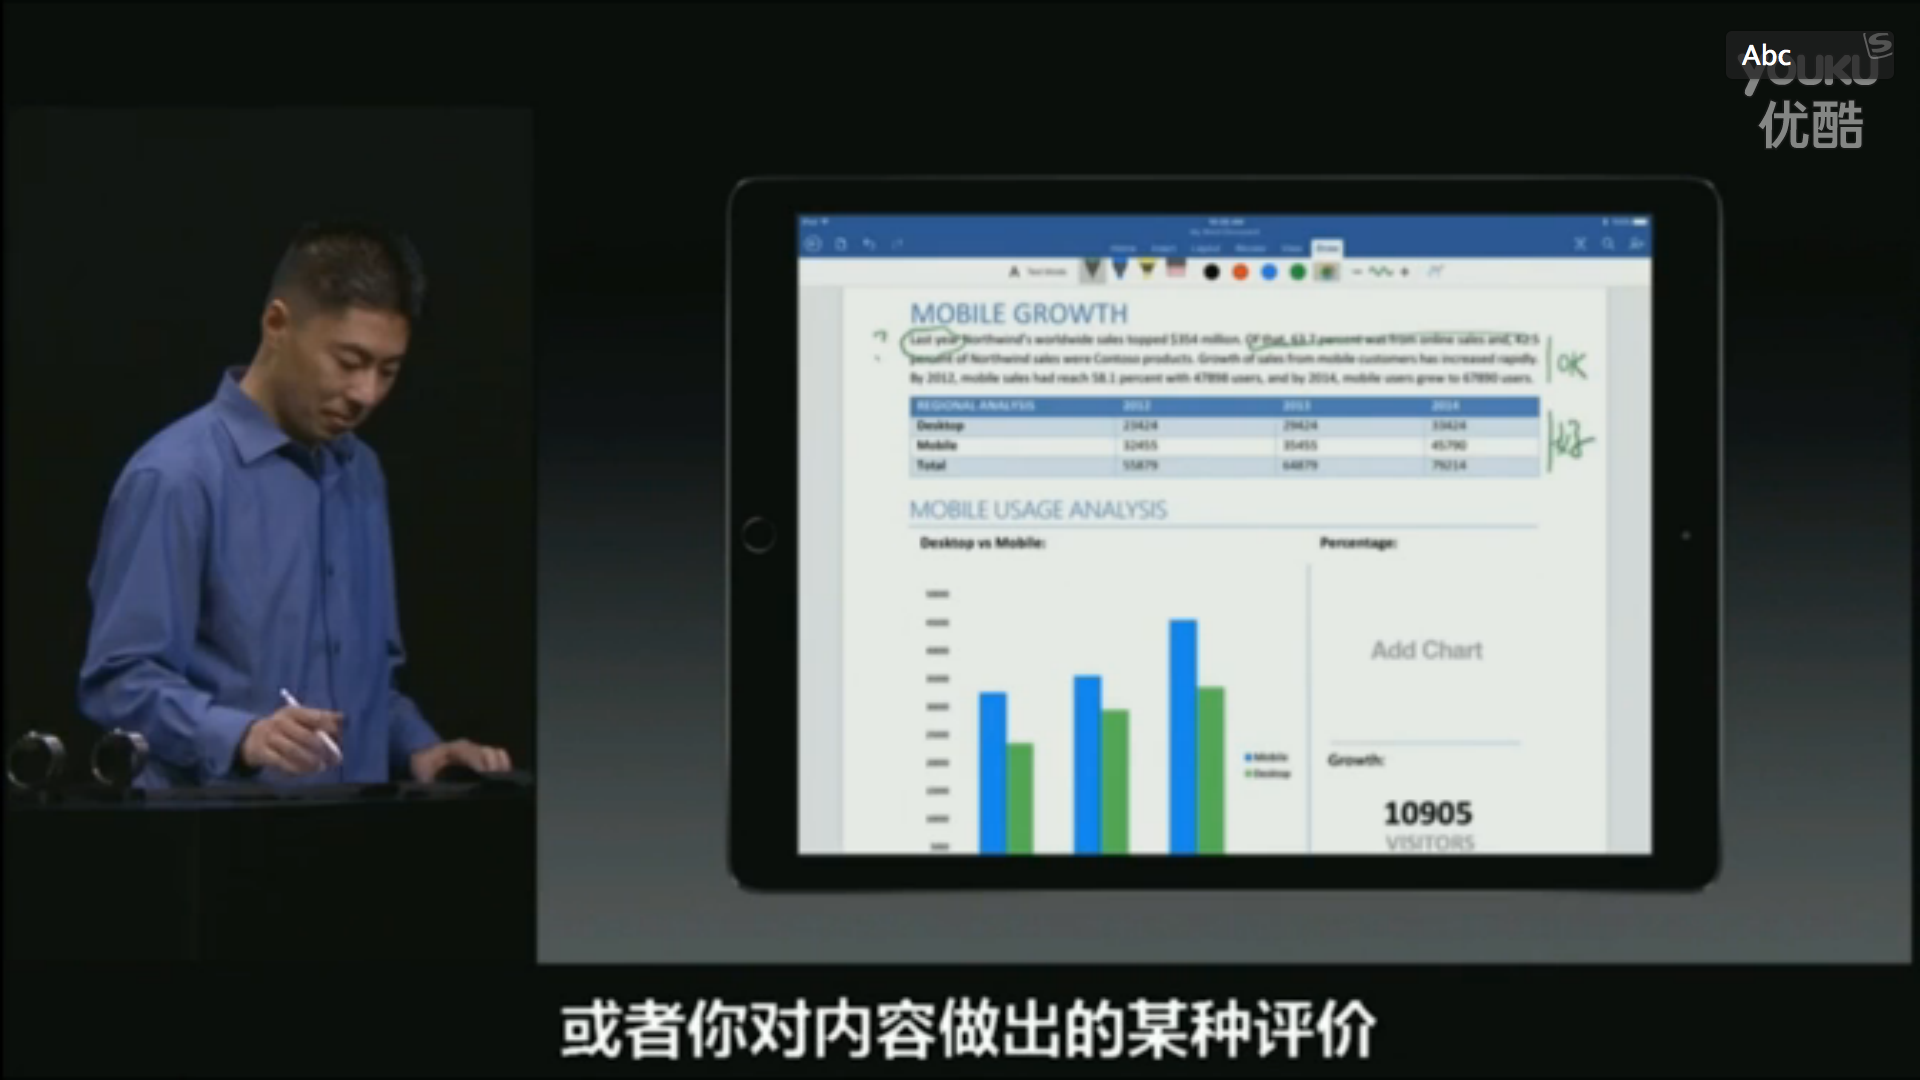 Abc
YOUKU
优酷
MOBILE GROWTH
Last year Northwind's worldwide sales topped $354 million. Of that, 63.7 percent was from online sales and, 42.5
percent of Northwind sales were Contoso products. Growth of sales from mobile customers has increased rapidly.
By 2012, mobile sales had reach 58.1 percent with 47898 users, and by 2014, mobile users grew to 67890 users.
OK
REGIONAL ANALYSIS 2012 2013 2014
Desktop 23424 29424 33424
Mobile 32455 35455 45790
Total 55879 64879 79214
好
MOBILE USAGE ANALYSIS
Desktop vs Mobile:
Percentage:
Add Chart
Mobile
Desktop
Growth:
10905
VISITORS
或者你对内容做出的某种评价